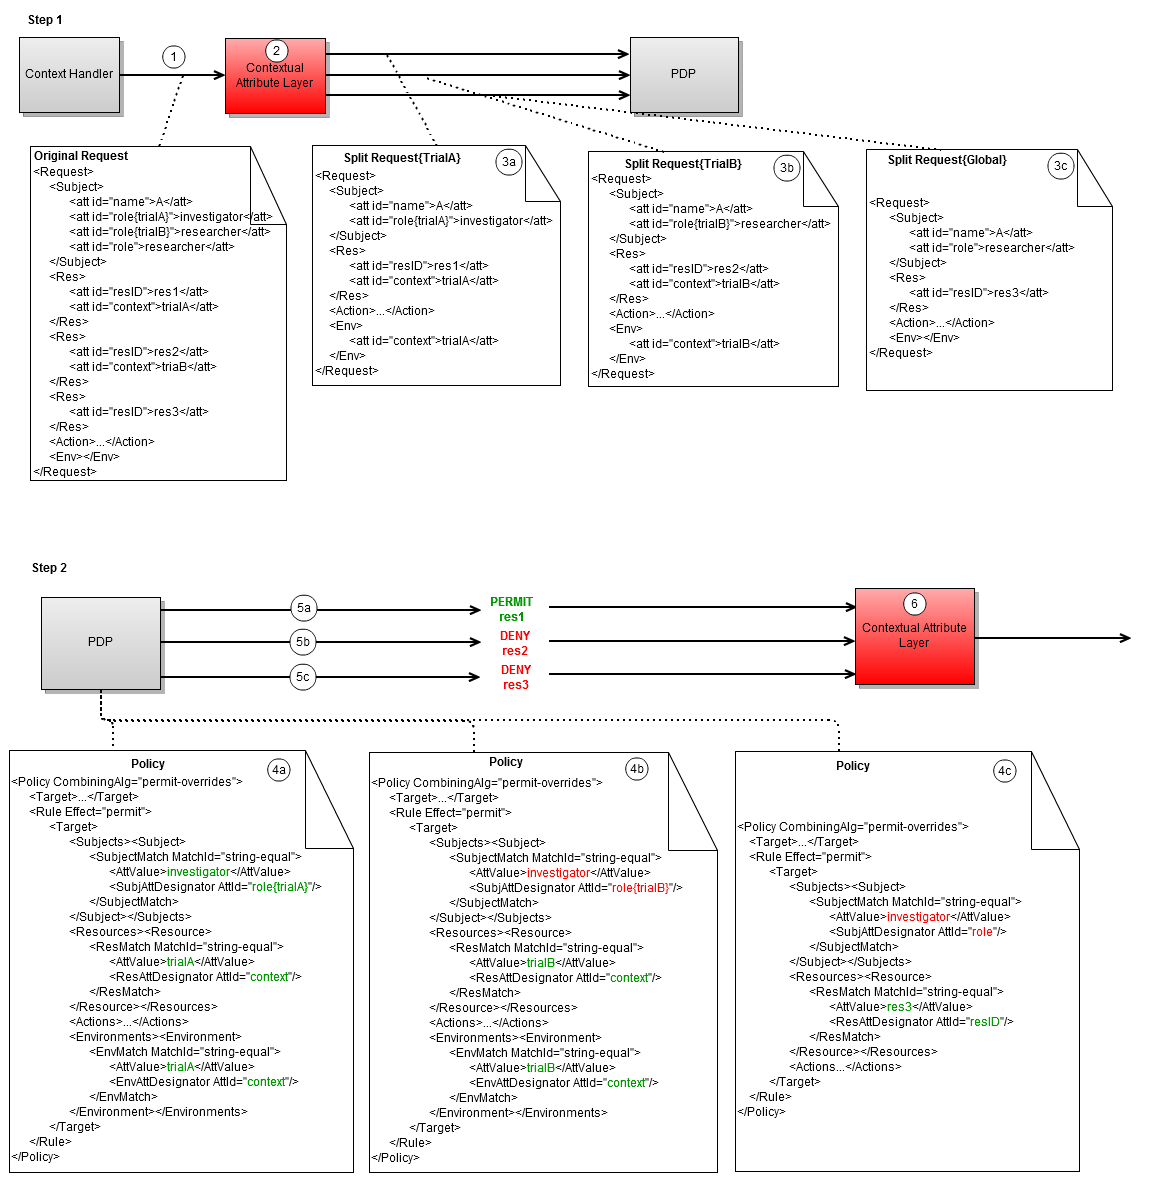 Step 1
Context Handler
1
2
Contextual
Attribute Layer
PDP
Original Request
<Request>
<Subject>
<att id="name">A</att>
<att id="role{trialA}">investigator</att>
<att id="role{trialB}">researcher</att>
<att id="role">researcher</att>
</Subject>
<Res>
<att id="resID">res1</att>
<att id="context">trialA</att>
</Res>
<Res>
<att id="resID">res2</att>
<att id="context">triaB</att>
</Res>
<Res>
<att id="resID">res3</att>
</Res>
<Action>...</Action>
<Env></Env>
</Request>
Split Request{TrialA}
3a
<Request>
<Subject>
<att id="name">A</att>
<att id="role{trialA}">investigator</att>
</Subject>
<Res>
<att id="resID">res1</att>
<att id="context">trialA</att>
</Res>
<Action>...</Action>
<Env>
<att id="context">trialA</att>
</Env>
</Request>
Split Request{TrialB}
3b
<Request>
<Subject>
<att id="name">A</att>
<att id="role{trialB}">researcher</att>
</Subject>
<Res>
<att id="resID">res2</att>
<att id="context">trialB</att>
</Res>
<Action>...</Action>
<Env>
<att id="context">trialB</att>
</Env>
</Request>
Split Request{Global}
3c
<Request>
<Subject>
<att id="name">A</att>
<att id="role">researcher</att>
</Subject>
<Res>
<att id="resID">res3</att>
</Res>
<Action>...</Action>
<Env></Env>
</Request>
Step 2
PDP
5a
5b
5c
PERMIT
res1
DENY
res2
DENY
res3
6
Contextual Attribute
Layer
Policy
4a
<Policy CombiningAlg="permit-overrides">
<Target>...</Target>
<Rule Effect="permit">
<Target>
<Subjects><Subject>
<SubjectMatch MatchId="string-equal">
<AttValue>investigator</AttValue>
<SubjAttDesignator AttId="role{trialA}"/>
</SubjectMatch>
</Subject></Subjects>
<Resources><Resource>
<ResMatch MatchId="string-equal">
<AttValue>trialA</AttValue>
<ResAttDesignator AttId="context"/>
</ResMatch>
</Resource></Resources>
<Actions>...</Actions>
<Environments><Environment>
<EnvMatch MatchId="string-equal">
<AttValue>trialA</AttValue>
<EnvAttDesignator AttId="context"/>
</EnvMatch>
</Environment></Environments>
</Target>
</Rule>
</Policy>
Policy
4b
<Policy CombiningAlg="permit-overrides">
<Target>...</Target>
<Rule Effect="permit">
<Target>
<Subjects><Subject>
<SubjectMatch MatchId="string-equal">
<AttValue>investigator</AttValue>
<SubjAttDesignator AttId="role{trialB}"/>
</SubjectMatch>
</Subject></Subjects>
<Resources><Resource>
<ResMatch MatchId="string-equal">
<AttValue>trialB</AttValue>
<ResAttDesignator AttId="context"/>
</ResMatch>
</Resource></Resources>
<Actions>...</Actions>
<Environments><Environment>
<EnvMatch MatchId="string-equal">
<AttValue>trialB</AttValue>
<EnvAttDesignator AttId="context"/>
</EnvMatch>
</Environment></Environments>
</Target>
</Rule>
</Policy>
Policy
4c
<Policy CombiningAlg="permit-overrides">
<Target>...</Target>
<Rule Effect="permit">
<Target>
<Subjects><Subject>
<SubjectMatch MatchId="string-equal">
<AttValue>investigator</AttValue>
<SubjAttDesignator AttId="role"/>
</SubjectMatch>
</Subject></Subjects>
<Resources><Resource>
<ResMatch MatchId="string-equal">
<AttValue>res3</AttValue>
<ResAttDesignator AttId="resID"/>
</ResMatch>
</Resource></Resources>
<Actions...</Actions>
</Target>
</Rule>
</Policy>